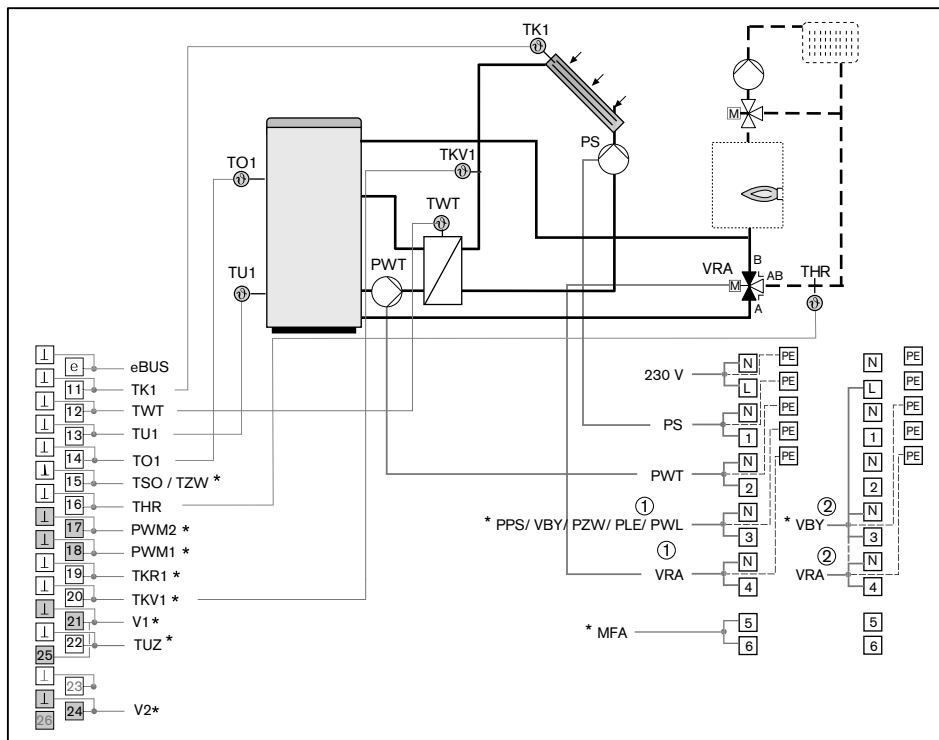 TK1
PS
M
TO1
TKV1
TWT
TU1
PWT
VRA
B
AB
M
A
THR
⊥
e eBUS
⊥
11 TK1
⊥
12 TWT
⊥
13 TU1
⊥
14 TO1
⊥
15 TSO / TZW *
⊥
16 THR
⊥
17 PWM2 *
⊥
18 PWM1 *
⊥
19 TKR1 *
⊥
20 TKV1 *
⊥
21 V1 *
⊥
22 TUZ *
25
⊥
23
⊥
24 V2 *
26
230 V N PE
L PE
PS N PE
1 PE
PWT N PE
2
① * PPS/ VBY/ PZW/ PLE/ PWL N
3
① VRA N
4
* MFA 5
6
N PE
L PE
N PE
1 PE
N PE
2
② * VBY N
3
② VRA N
4
5
6
ϑ
ϑ
ϑ
ϑ
ϑ
ϑ